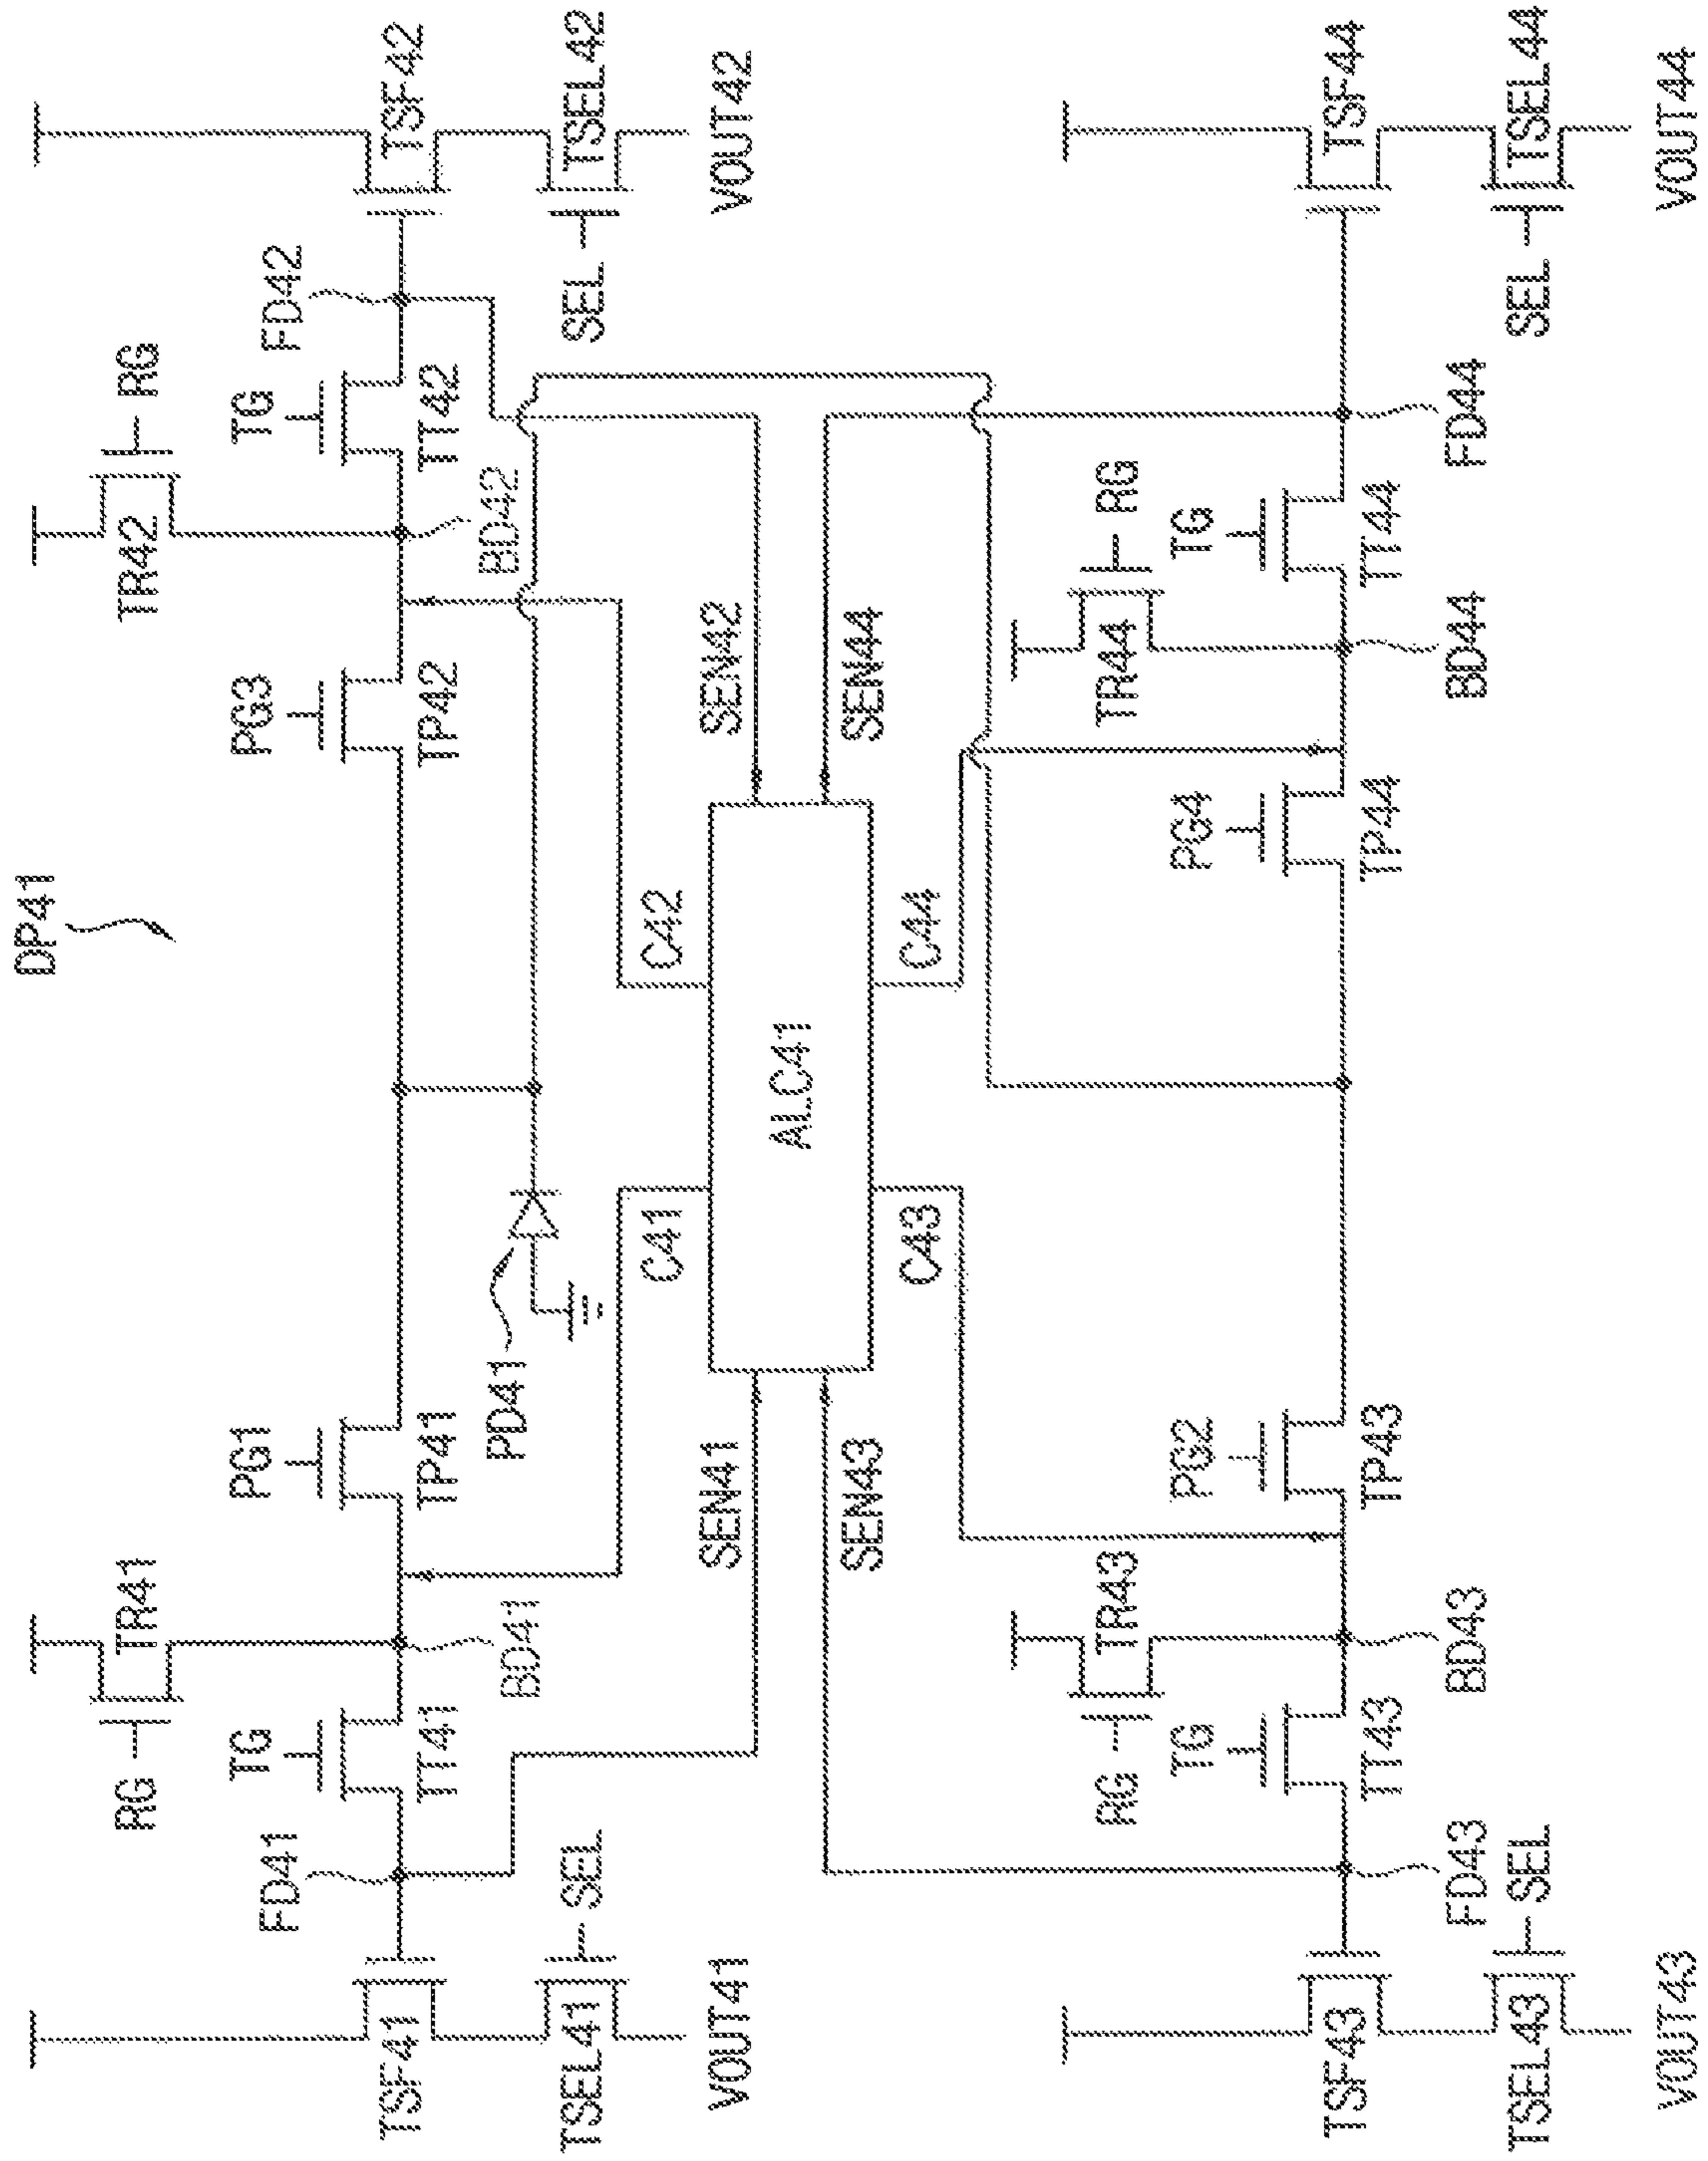 DP41
RG
TR41
TR42
RG
TG
PG1
PG3
TG
FD41
FD42
TSF41
TSF42
TT41
TP41
TP42
TT42
BD41
PD41
BD42
TSEL41
SEL
SEL
TSEL42
C41
C42
SEN41
SEN42
VOUT41
VOUT42
ALC41
SEN43
SEN44
C43
C44
RG
TR43
TR44
RG
TG
PG2
PG4
TG
TSF43
TSF44
TT43
TP43
TP44
TT44
FD43
BD43
BD44
FD44
TSEL43
SEL
SEL
TSEL44
VOUT43
VOUT44